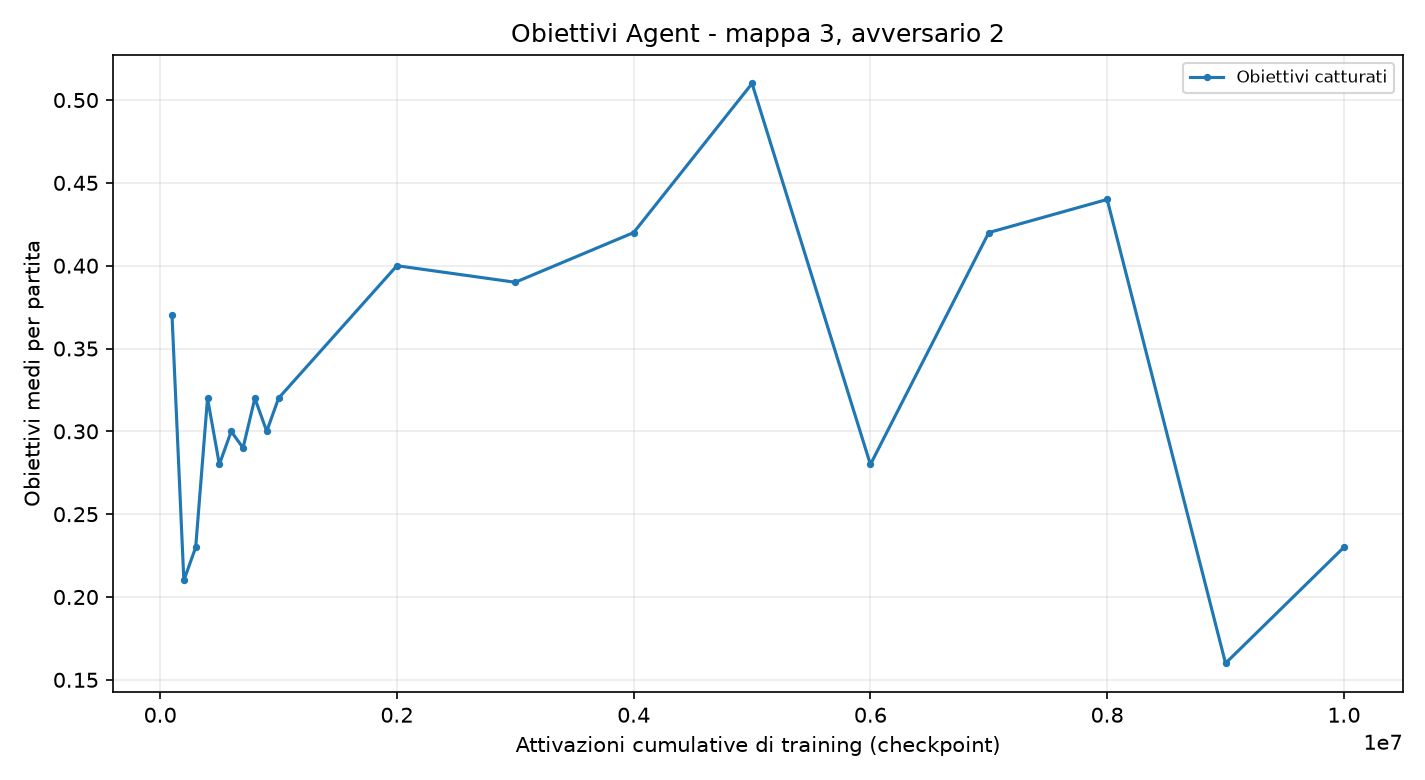 Obiettivi Agent - mappa 3, avversario 2
Obiettivi catturati
Obiettivi medi per partita
0.50
0.45
0.40
0.35
0.30
0.25
0.20
0.15
0.0 0.2 0.4 0.6 0.8 1.0
1e7
Attivazioni cumulative di training (checkpoint)